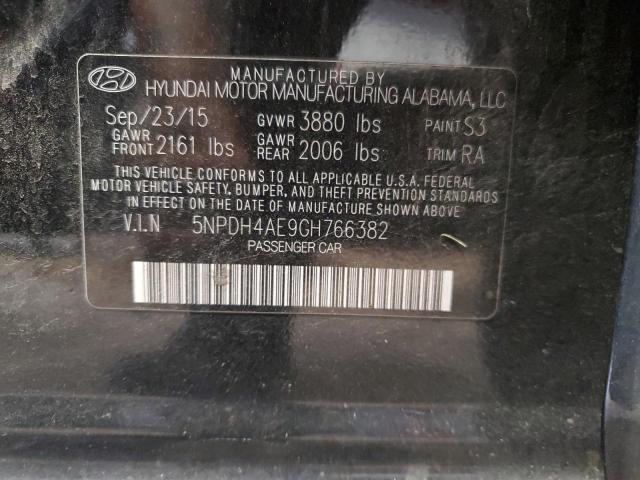 MANUFACTURED BY
HYUNDAI MOTOR MANUFACTURING ALABAMA, LLC
Sep/23/15 GVWR 3880 lbs PAINT S3
GAWR FRONT 2161 lbs GAWR REAR 2006 lbs TRIM RA
THIS VEHICLE CONFORMS TO ALL APPLICABLE U.S.A. FEDERAL
MOTOR VEHICLE SAFETY, BUMPER, AND THEFT PREVENTION STANDARDS
IN EFFECT ON THE DATE OF MANUFACTURE SHOWN ABOVE.
V.I.N 5NPDH4AE9GH766382
PASSENGER CAR